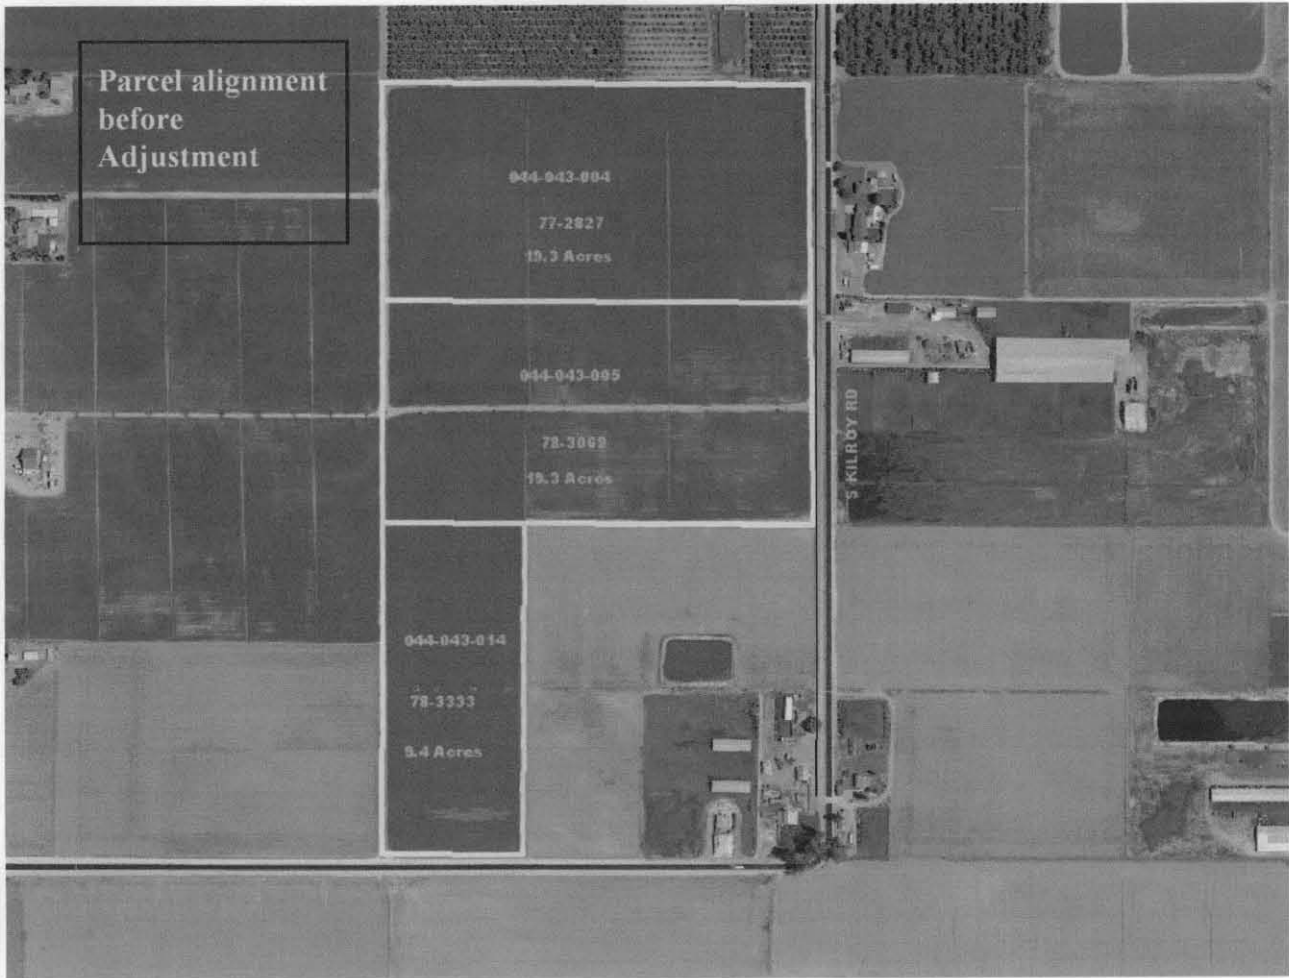 Parcel alignment
before
Adjustment
044-043-004
77-2827
19.3 Acres
044-043-005
78-3069
19.3 Acres
S KILROY RD
044-043-014
78-3333
9.4 Acres